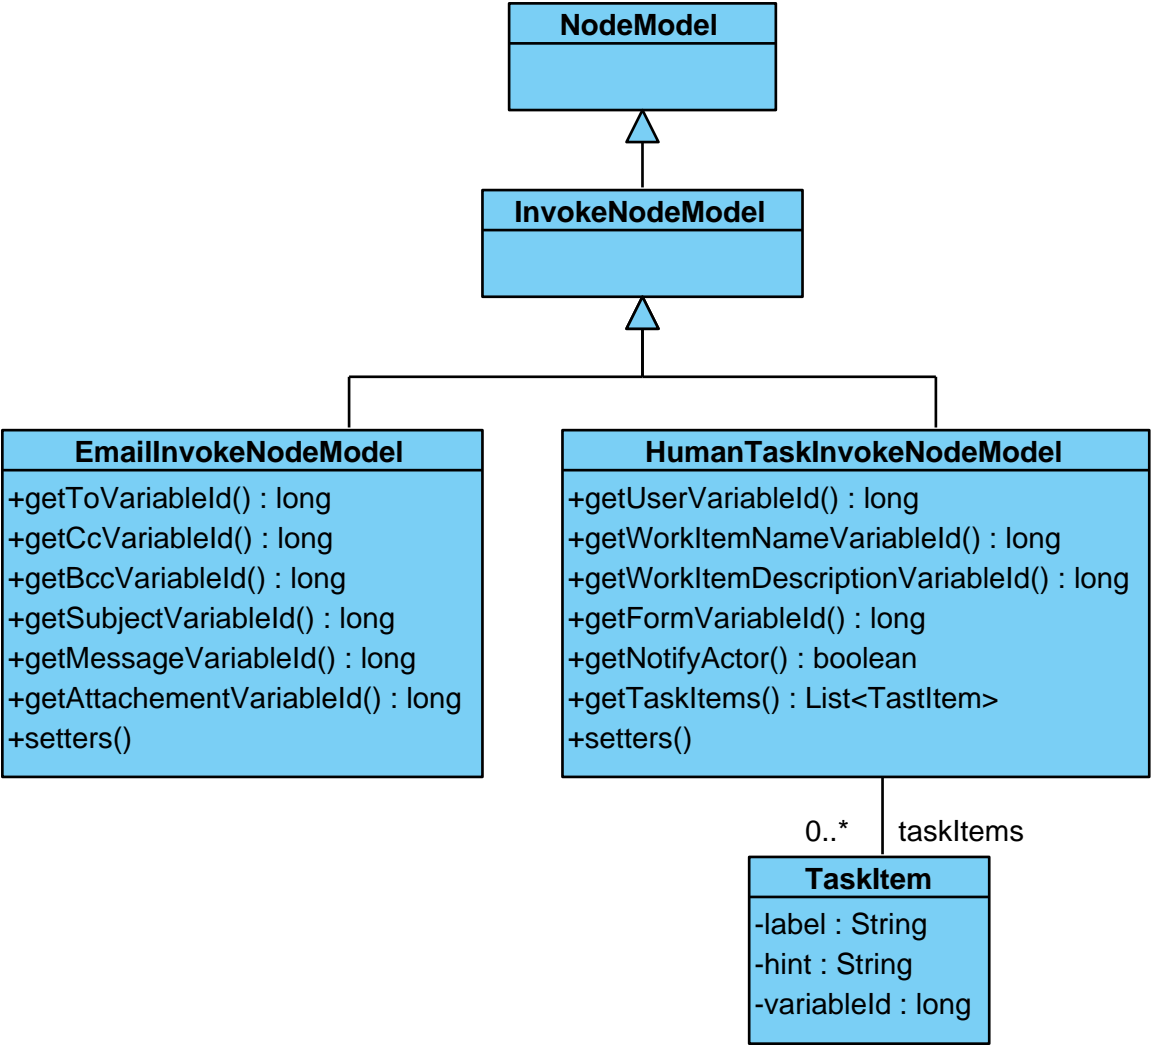 NodeModel
InvokeNodeModel
EmailInvokeNodeModel
+getToVariableId() : long
+getCcVariableId() : long
+getBccVariableId() : long
+getSubjectVariableId() : long
+getMessageVariableId() : long
+getAttachementVariableId() : long
+setters()
HumanTaskInvokeNodeModel
+getUserVariableId() : long
+getWorkItemNameVariableId() : long
+getWorkItemDescriptionVariableId() : long
+getFormVariableId() : long
+getNotifyActor() : boolean
+getTaskItems() : List<TastItem>
+setters()
0..* taskItems
TaskItem
-label : String
-hint : String
-variableId : long